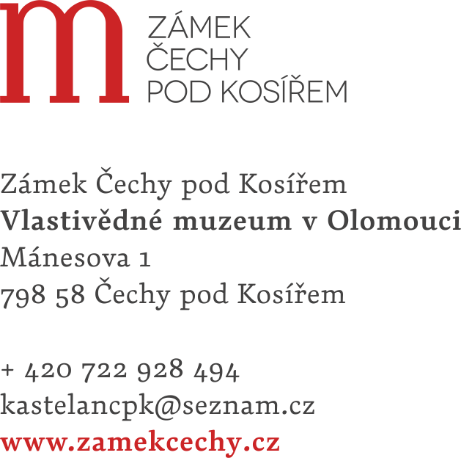 m
ZÁMEK
ČECHY
POD KOSÍŘEM
Zámek Čechy pod Kosířem
Vlastivědné muzeum v Olomouci
Mánesova 1
798 58 Čechy pod Kosířem
+ 420 722 928 494
kastelancpk@seznam.cz
www.zamekcechy.cz